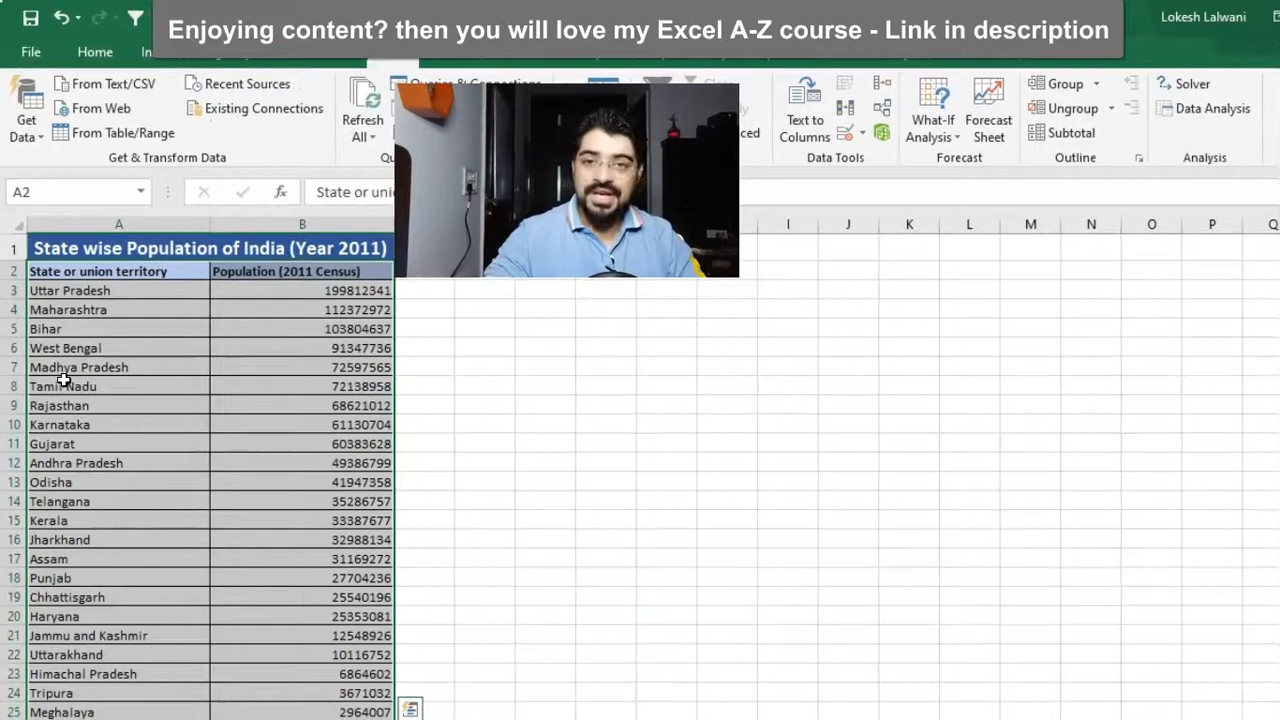 Enjoying content? then you will love my Excel A-Z course - Link in description
Lokesh Lalwani
File
Home
From Text/CSV
From Web
From Table/Range
Recent Sources
Existing Connections
Get
Data
Get & Transform Data
Refresh
All
Queries & Connections
Clear
Text to
Columns
Data Tools
What-If
Analysis
Forecast
Sheet
Forecast
Group
Ungroup
Subtotal
Outline
Solver
Data Analysis
Analysis
A2
fx
State or uni
A B I J K L M N O P Q
1 State wise Population of India (Year 2011)
2 State or union territory Population (2011 Census)
3 Uttar Pradesh 199812341
4 Maharashtra 112372972
5 Bihar 103804637
6 West Bengal 91347736
7 Madhya Pradesh 72597565
8 Tamil Nadu 72138958
9 Rajasthan 68621012
10 Karnataka 61130704
11 Gujarat 60383628
12 Andhra Pradesh 49386799
13 Odisha 41947358
14 Telangana 35286757
15 Kerala 33387677
16 Jharkhand 32988134
17 Assam 31169272
18 Punjab 27704236
19 Chhattisgarh 25540196
20 Haryana 25353081
21 Jammu and Kashmir 12548926
22 Uttarakhand 10116752
23 Himachal Pradesh 6864602
24 Tripura 3671032
25 Meghalaya 2964007